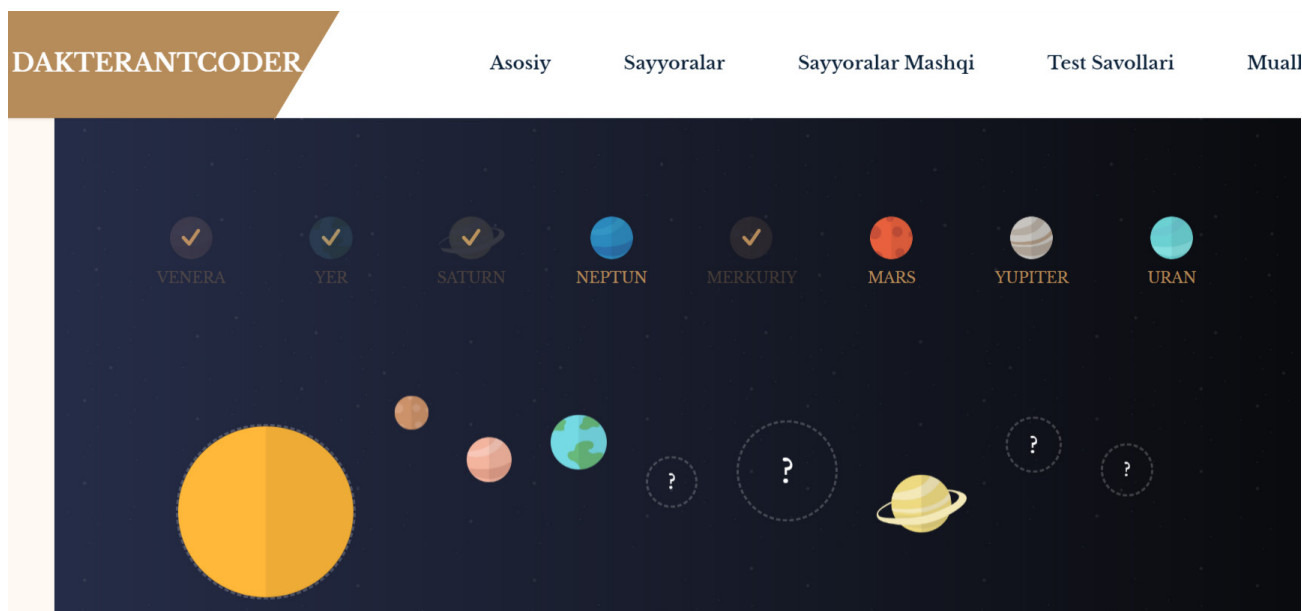 DAKTERANTCODER Asosiy Sayyoralar Sayyoralar Mashqi Test Savollari
VENERA YER SATURN NEPTUN MERKURIY MARS YUPITER URAN
?
? ? ?